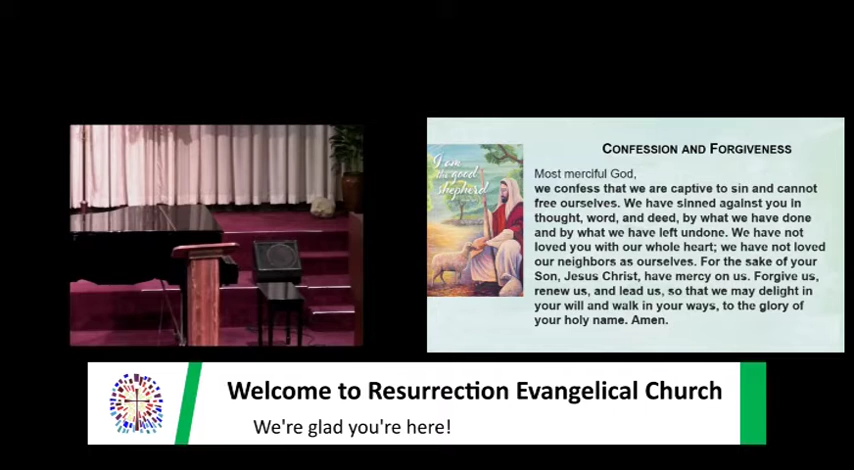 CONFESSION AND FORGIVENESS
I am
the good
shepherd
Most merciful God,
we confess that we are captive to sin and cannot
free ourselves. We have sinned against you in
thought, word, and deed, by what we have done
and by what we have left undone. We have not
loved you with our whole heart; we have not loved
our neighbors as ourselves. For the sake of your
Son, Jesus Christ, have mercy on us. Forgive us,
renew us, and lead us, so that we may delight in
your will and walk in your ways, to the glory of
your holy name. Amen.
Welcome to Resurrection Evangelical Church
We're glad you're here!